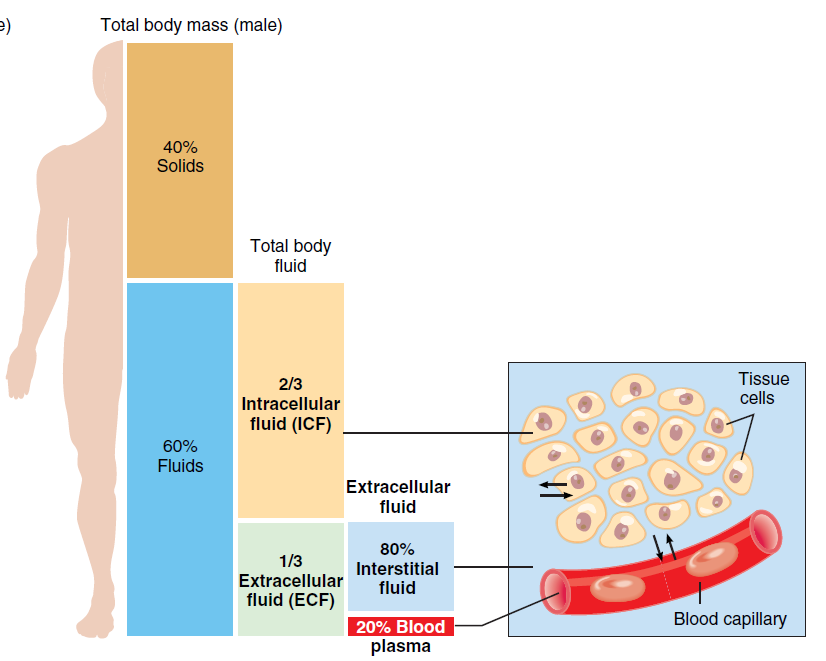 e)
Total body mass (male)
40%
Solids
Total body
fluid
2/3
Intracellular
fluid (ICF)
60%
Fluids
Extracellular
fluid
1/3
Extracellular
fluid (ECF)
80%
Interstitial
fluid
20% Blood
plasma
Tissue
cells
Blood capillary